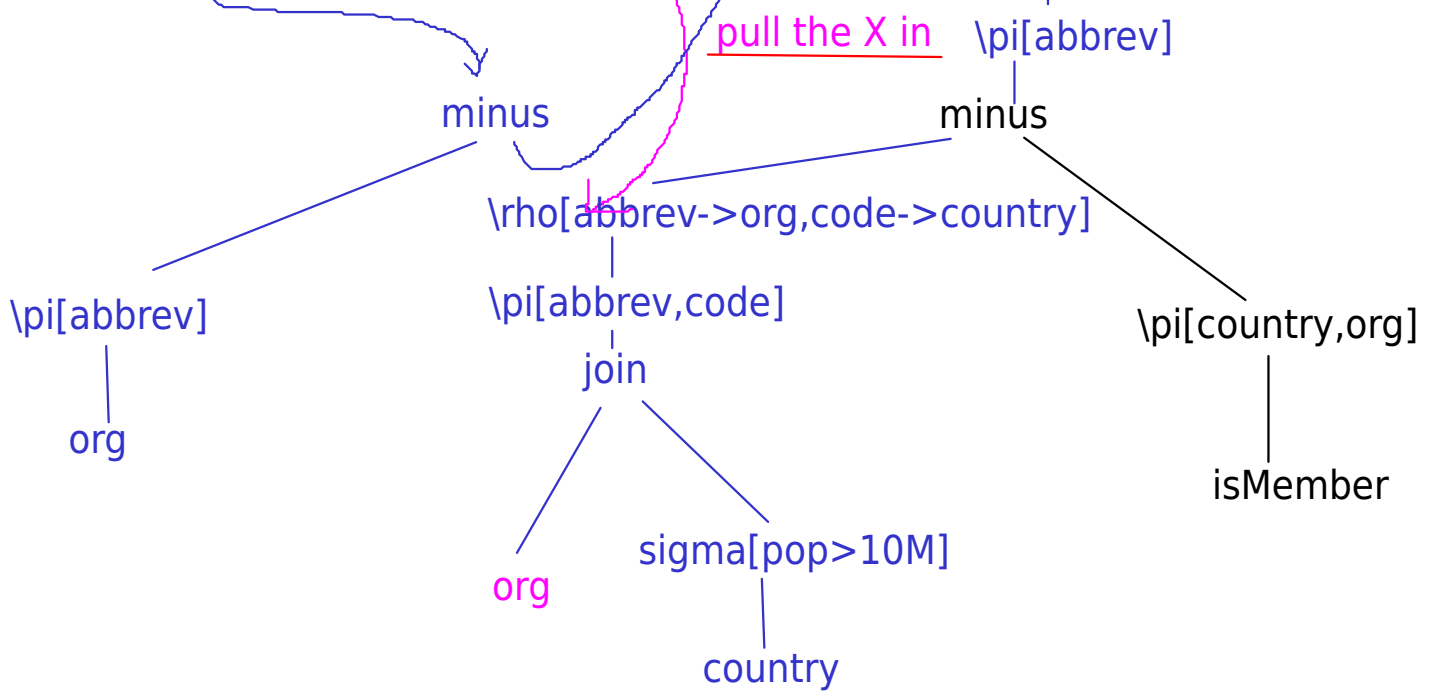 pull the X in
\pi[abbrev]
minus
minus
\rho[abbrev->org,code->country]
\pi[abbrev]
\pi[abbrev,code]
\pi[country,org]
join
org
isMember
sigma[pop>10M]
org
country